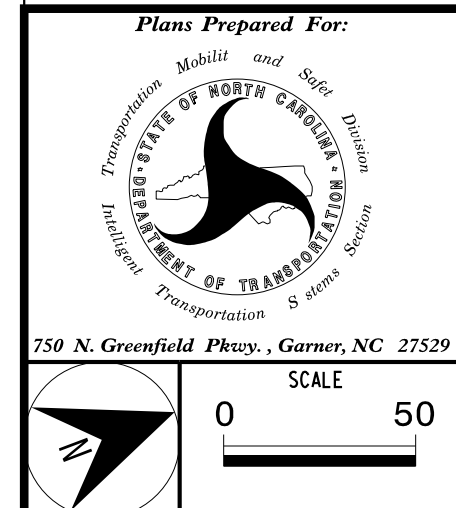 Plans Prepared For:
Transportation Mobilit and Safet Division
STATE OF NORTH CAROLINA
DEPARTMENT OF TRANSPORTATION
Intelligent Transportation S stems Section
750 N. Greenfield Pkwy. , Garner, NC 27529
N
SCALE
0 50